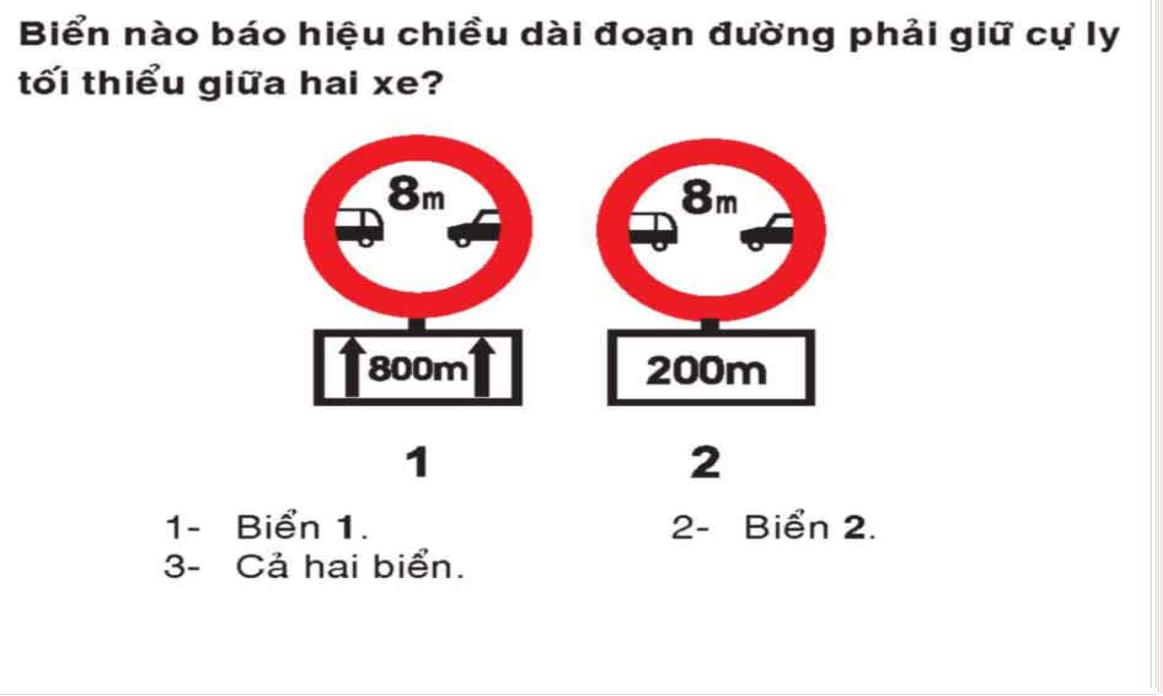 Biển nào báo hiệu chiều dài đoạn đường phải giữ cự ly
tối thiểu giữa hai xe?
8m 8m
800m 200m
1 2
1- Biển 1. 2- Biển 2.
3- Cả hai biển.